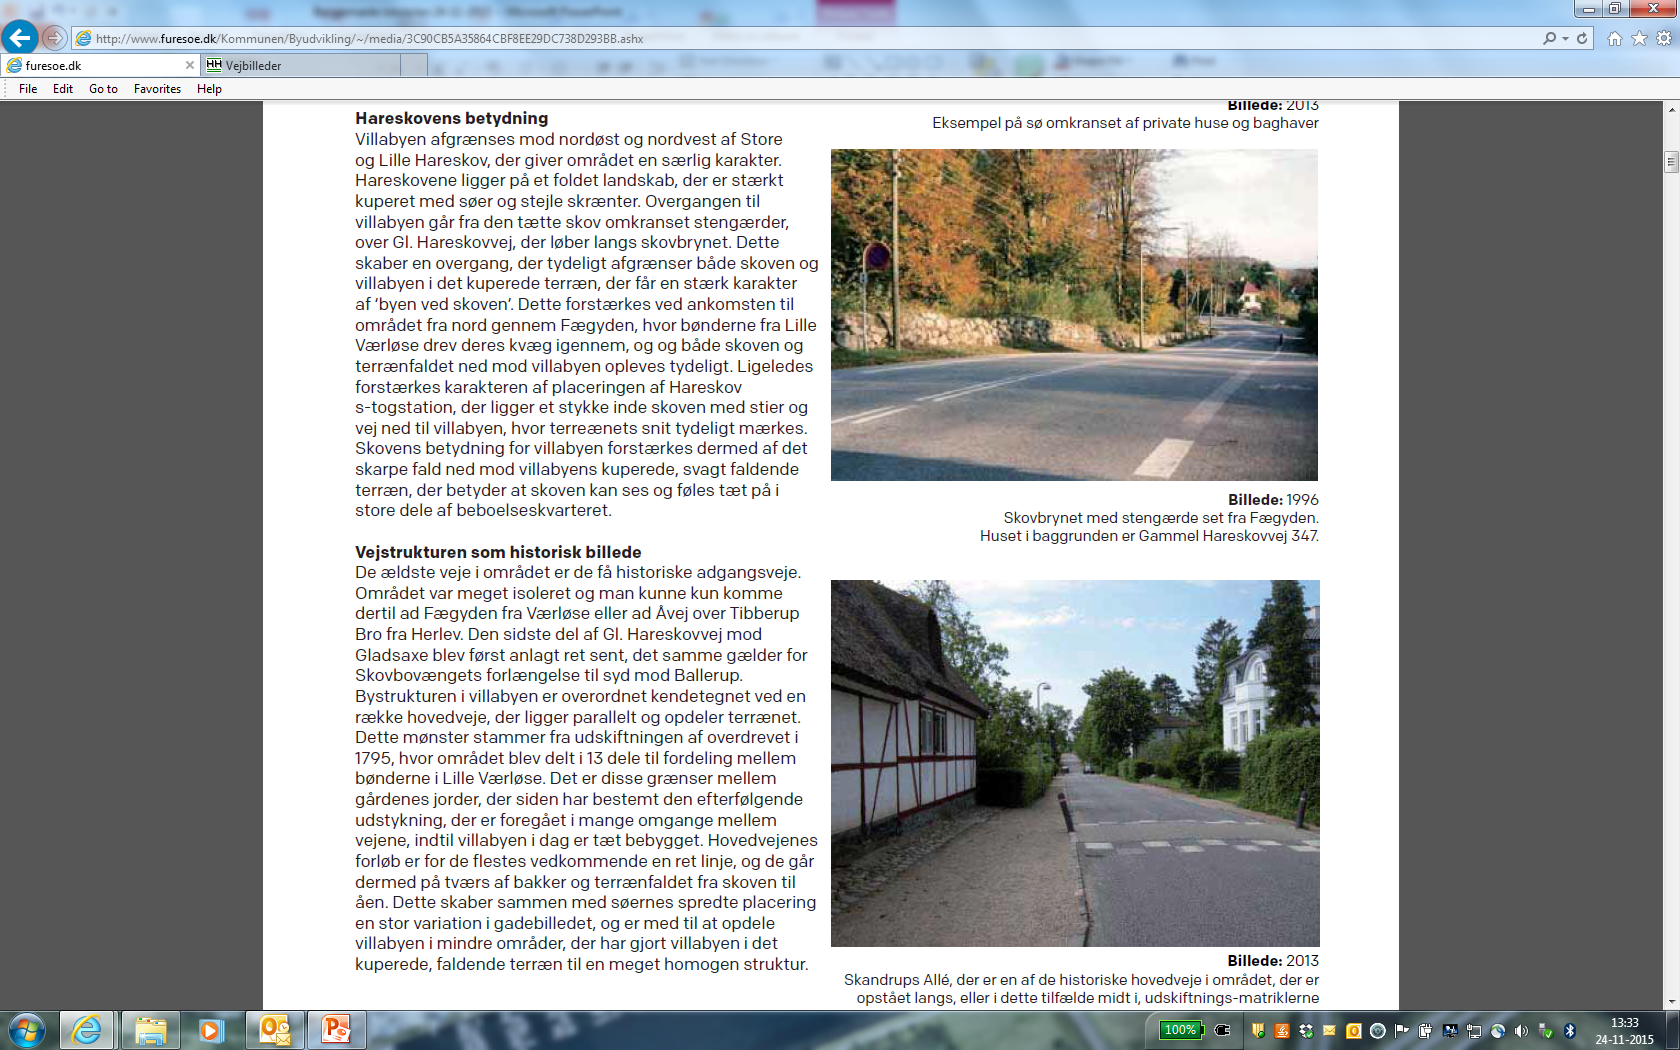 http://www.furesoe.dk/Kommunen/Byudvikling/~/media/3C90CB5A35864CBF8EE29DC738D293BB.ashx
furesoe.dk
HH Vejbilleder
File Edit Go to Favorites Help
Hareskovens betydning
Villabyen afgrænses mod nordøst og nordvest af Store
og Lille Hareskov, der giver området en særlig karakter.
Hareskovene ligger på et foldet landskab, der er stærkt
kuperet med søer og stejle skrænter. Overgangen til
villabyen går fra den tætte skov omkranset stengærder,
over Gl. Hareskovvej, der løber langs skovbrynet. Dette
skaber en overgang, der tydeligt afgrænser både skoven og
villabyen i det kuperede terræn, der får en stærk karakter
af ‘byen ved skoven’. Dette forstærkes ved ankomsten til
området fra nord gennem Fægyden, hvor bønderne fra Lille
Værløse drev deres kvæg igennem, og og både skoven og
terrænfaldet ned mod villabyen opleves tydeligt. Ligeledes
forstærkes karakteren af placeringen af Hareskov
s-togstation, der ligger et stykke inde skoven med stier og
vej ned til villabyen, hvor terreænets snit tydeligt mærkes.
Skovens betydning for villabyen forstærkes dermed af det
skarpe fald ned mod villabyens kuperede, svagt faldende
terræn, der betyder at skoven kan ses og føles tæt på i
store dele af beboelseskvarteret.
Vejstrukturen som historisk billede
De ældste veje i området er de få historiske adgangsveje.
Området var meget isoleret og man kunne kun komme
dertil ad Fægyden fra Værløse eller ad Åvej over Tibberup
Bro fra Herlev. Den sidste del af Gl. Hareskovvej mod
Gladsaxe blev først anlagt ret sent, det samme gælder for
Skovbovængets forlængelse til syd mod Ballerup.
Bystrukturen i villabyen er overordnet kendetegnet ved en
række hovedveje, der ligger parallelt og opdeler terrænet.
Dette mønster stammer fra udskiftningen af overdrevet i
1795, hvor området blev delt i 13 dele til fordeling mellem
bønderne i Lille Værløse. Det er disse grænser mellem
gårdenes jorder, der siden har bestemt den efterfølgende
udstykning, der er foregået i mange omgange mellem
vejene, indtil villabyen i dag er tæt bebygget. Hovedvejenes
forløb er for de flestes vedkommende en ret linje, og de går
dermed på tværs af bakker og terrænfaldet fra skoven til
åen. Dette skaber sammen med søernes spredte placering
en stor variation i gadebilledet, og er med til at opdele
villabyen i mindre områder, der har gjort villabyen i det
kuperede, faldende terræn til en meget homogen struktur.
Billede: 2013
Eksempel på sø omkranset af private huse og baghaver
Billede: 1996
Skovbrynet med stengærde set fra Fægyden.
Huset i baggrunden er Gammel Hareskovvej 347.
Billede: 2013
Skandrups Allé, der er en af de historiske hovedveje i området, der er
opstået langs, eller i dette tilfælde midt i, udskiftnings-matriklerne
100%
13:33
24-11-2015